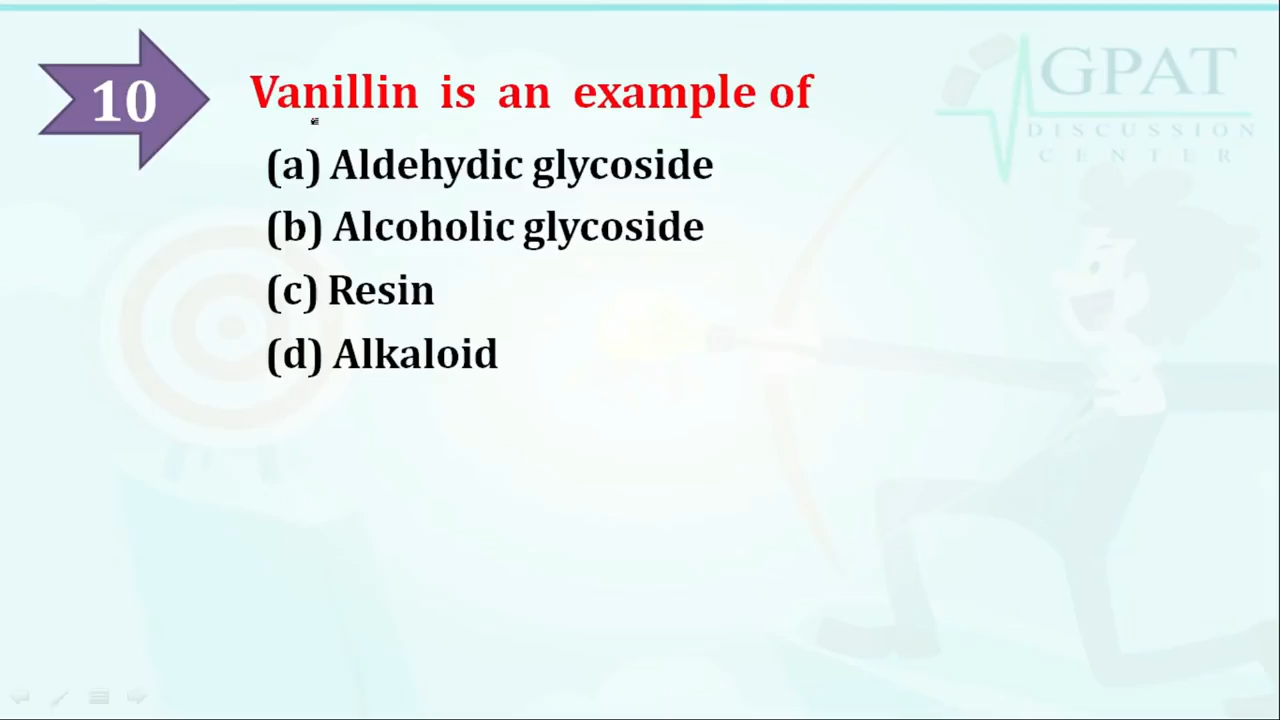 10
Vanillin is an example of
(a) Aldehydic glycoside
(b) Alcoholic glycoside
(c) Resin
(d) Alkaloid
GPAT
DISCUSSION
CENTER